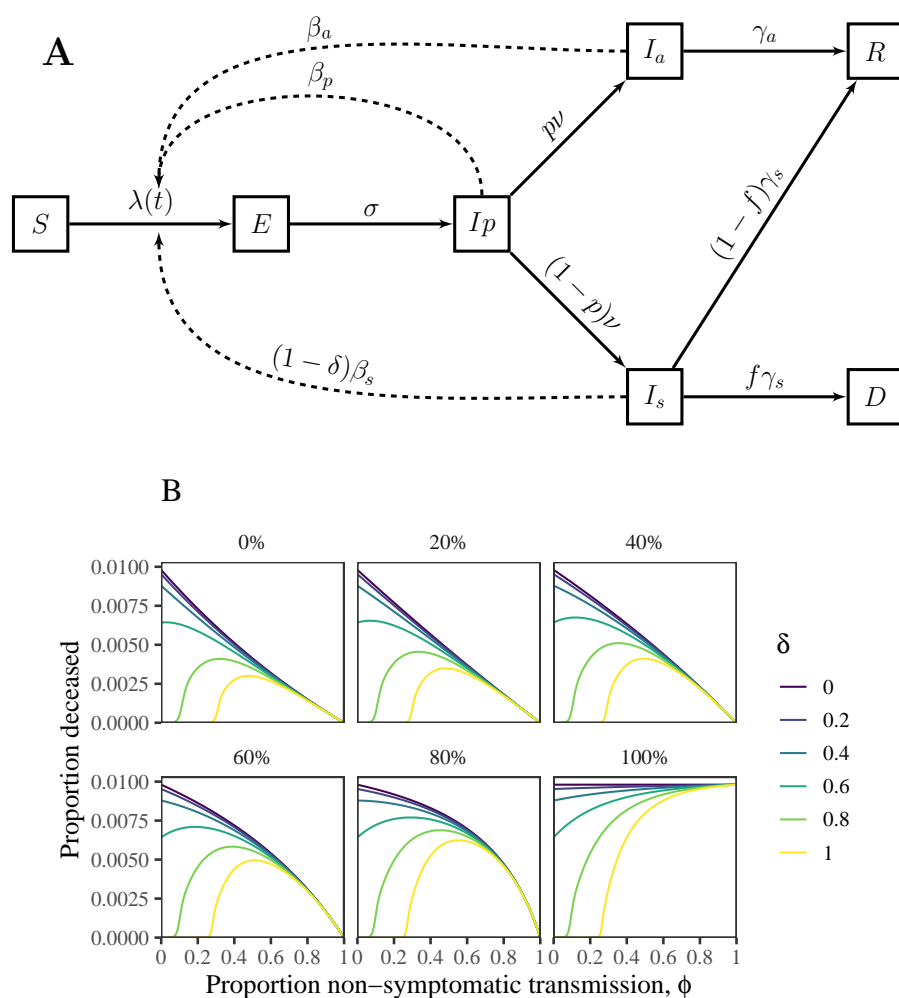 A
β_a
β_p
I_a
γ_a
R
pν
(1 − f)γ_s
S
λ(t)
E
σ
Ip
(1 − p)ν
(1 − δ)β_s
I_s
fγ_s
D
B
0% 20% 40%
0.0100
0.0075
0.0050
0.0025
0.0000
60% 80% 100%
0.0100
0.0075
0.0050
0.0025
0.0000
0 0.2 0.4 0.6 0.8 1 0 0.2 0.4 0.6 0.8 1 0 0.2 0.4 0.6 0.8 1
Proportion deceased
Proportion non−symptomatic transmission, ϕ
δ
0
0.2
0.4
0.6
0.8
1